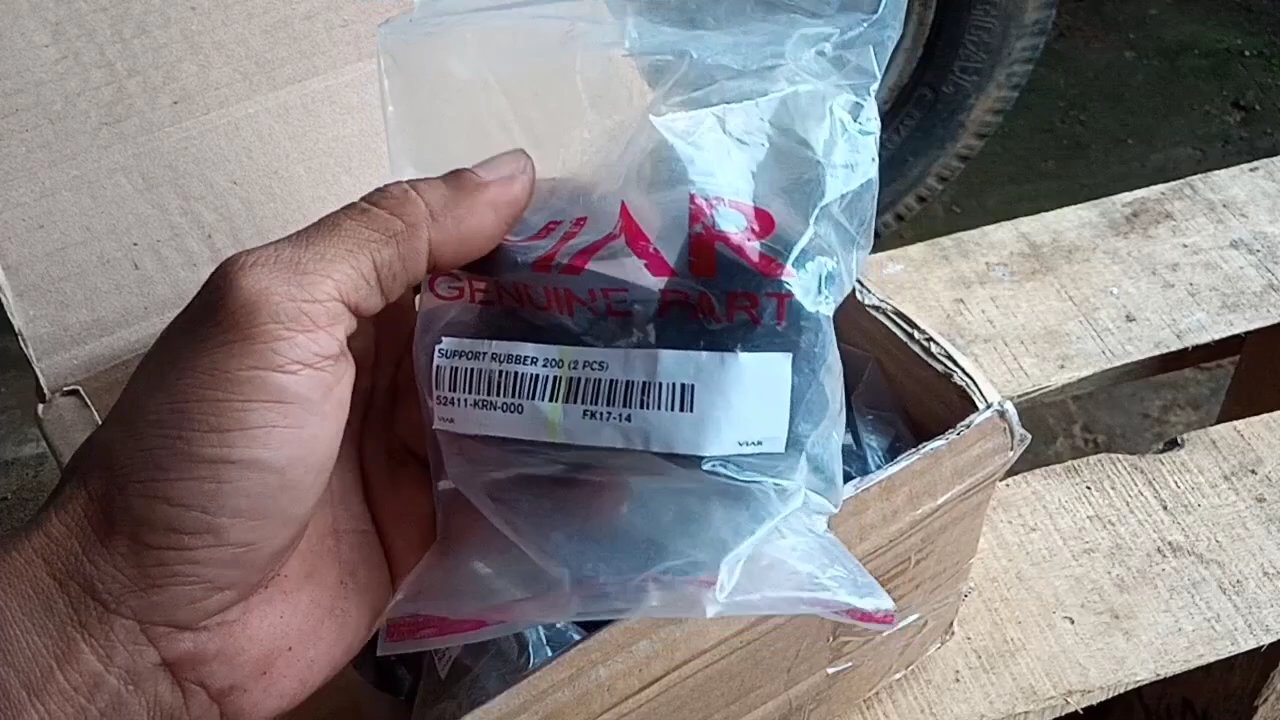 VIAR
GENUINE PART
SUPPORT RUBBER 200 (2 PCS)
52411-KRN-000 FK17-14
VIAR VIAR